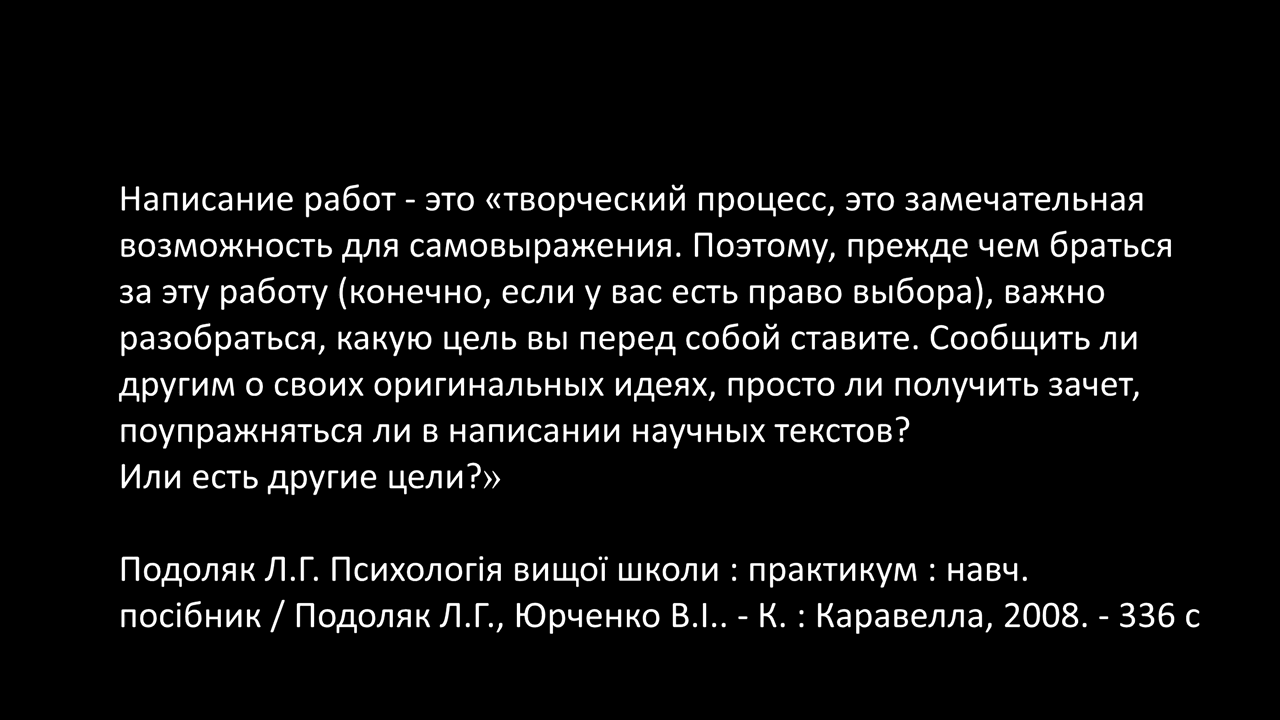 Написание работ - это «творческий процесс, это замечательная
возможность для самовыражения. Поэтому, прежде чем браться
за эту работу (конечно, если у вас есть право выбора), важно
разобраться, какую цель вы перед собой ставите. Сообщить ли
другим о своих оригинальных идеях, просто ли получить зачет,
поупражняться ли в написании научных текстов?
Или есть другие цели?»
Подоляк Л.Г. Психологія вищої школи : практикум : навч.
посібник / Подоляк Л.Г., Юрченко В.І.. - К. : Каравелла, 2008. - 336 с